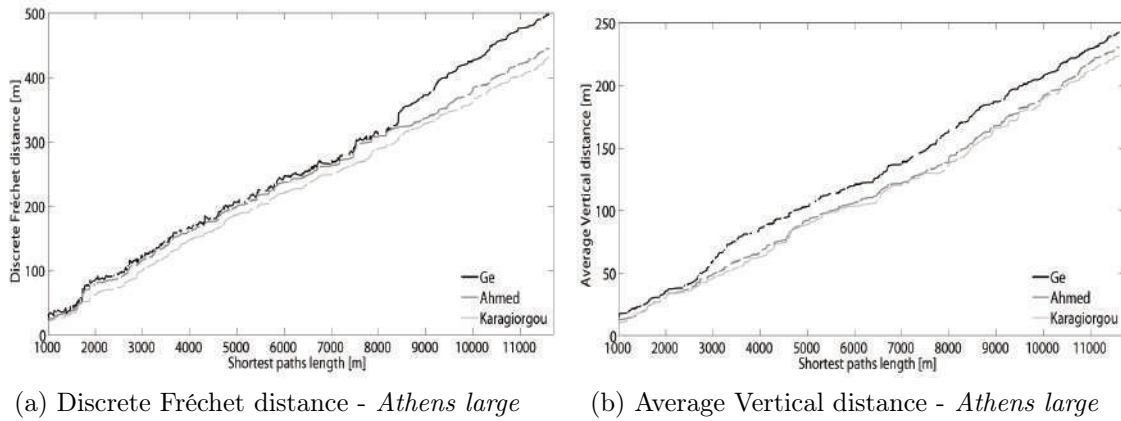 500
400
300
200
100
0
Discrete Fréchet distance [m]
Ge
Ahmed
Karagiorgou
1000 2000 3000 4000 5000 6000 7000 8000 9000 10000 11000
Shortest paths length [m]
(a) Discrete Fréchet distance - Athens large
250
200
150
100
50
0
Average Vertical distance [m]
Ge
Ahmed
Karagiorgou
1000 2000 3000 4000 5000 6000 7000 8000 9000 10000 11000
Shortest paths length [m]
(b) Average Vertical distance - Athens large